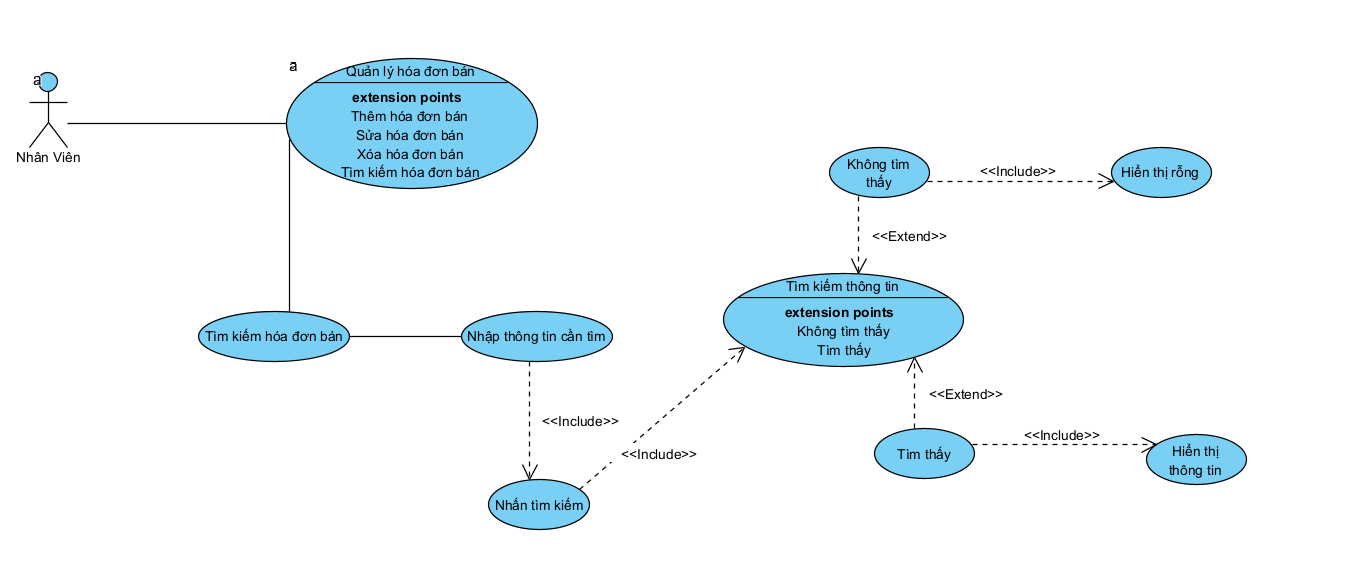 a
Nhân Viên
a
Quản lý hóa đơn bán
extension points
Thêm hóa đơn bán
Sửa hóa đơn bán
Xóa hóa đơn bán
Tìm kiếm hóa đơn bán
Không tìm
thấy
<<Include>>
Hiển thị rỗng
<<Extend>>
Tìm kiếm thông tin
extension points
Không tìm thấy
Tìm thấy
Tìm kiếm hóa đơn bán
Nhập thông tin cần tìm
<<Include>>
<<Include>>
Nhấn tìm kiếm
<<Extend>>
Tìm thấy
<<Include>>
Hiển thị
thông tin